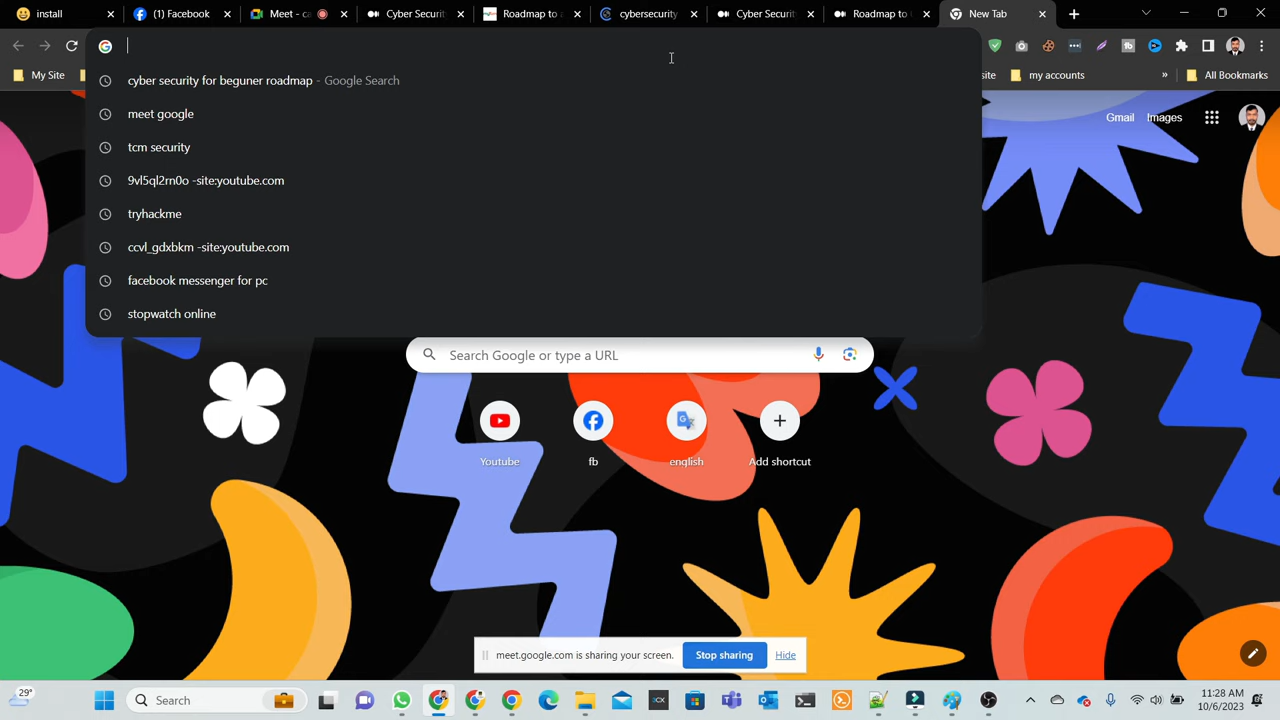 install
(1) Facebook
Meet - ca
Cyber Securit
Roadmap to a
cybersecurity
Cyber Securit
Roadmap to
New Tab
My Site
site
my accounts
»
All Bookmarks
cyber security for beguner roadmap - Google Search
meet google
tcm security
9vl5ql2rn0o -site:youtube.com
tryhackme
ccvl_gdxbkm -site:youtube.com
facebook messenger for pc
stopwatch online
Gmail Images
Search Google or type a URL
Youtube fb english Add shortcut
meet.google.com is sharing your screen. Stop sharing Hide
29°
Search
11:28 AM
10/6/2023